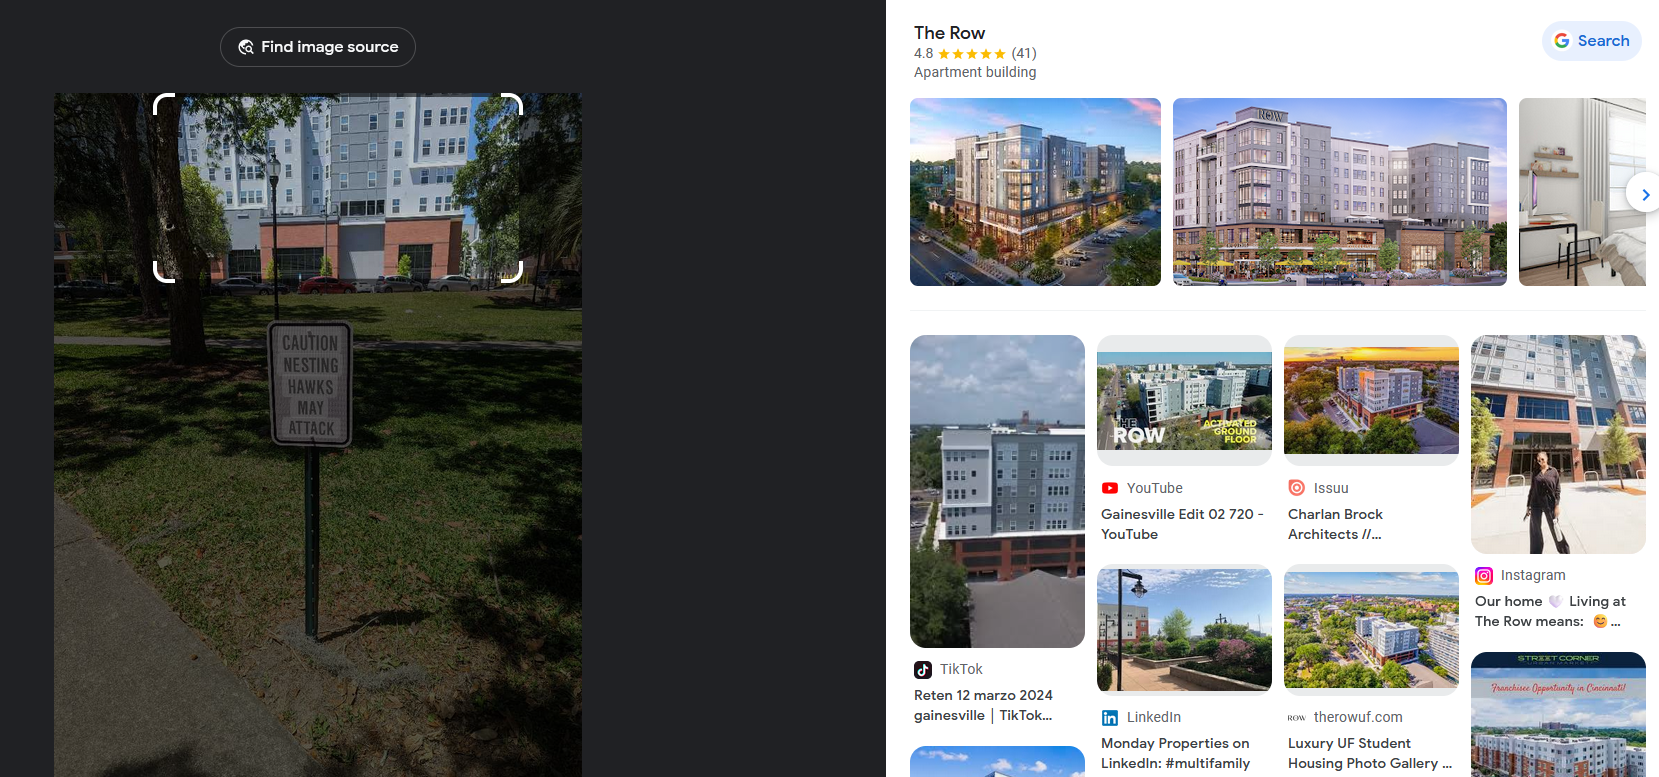 Find image source
CAUTION
NESTING
HAWKS
MAY
ATTACK
The Row
4.8 ★★★★★ (41)
Apartment building
Search
ROW
THE
ROW
ACTIVATED
GROUND
FLOOR
YouTube
Gainesville Edit 02 720 -
YouTube
Issuu
Charlan Brock
Architects //...
Instagram
Our home 🤍 Living at
The Row means: 😊 ...
TikTok
Reten 12 marzo 2024
gainesville | TikTok...
LinkedIn
Monday Properties on
LinkedIn: #multifamily
ROW
therowuf.com
Luxury UF Student
Housing Photo Gallery ...
STREET CORNER
Franchisee Opportunity in Cincinnati!